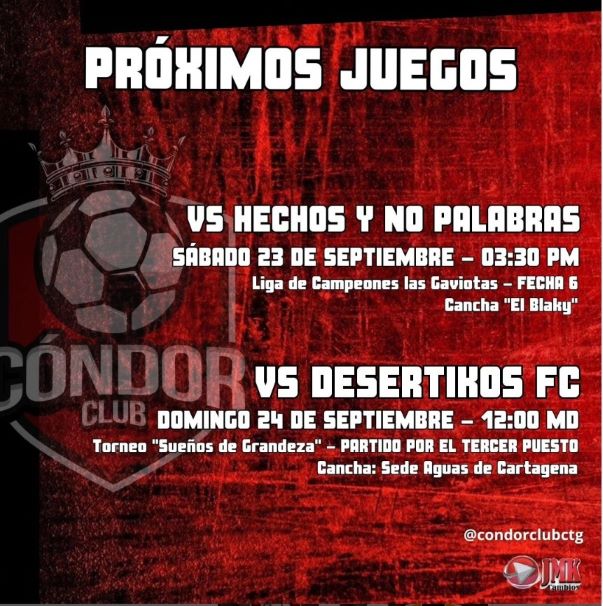 PRÓXIMOS JUEGOS
VS HECHOS Y NO PALABRAS
SÁBADO 23 DE SEPTIEMBRE - 03:30 PM
Liga de Campeones las Gaviotas - FECHA 6
Cancha "El Blaky"
CÓNDOR
CLUB
VS DESERTIKOS FC
DOMINGO 24 DE SEPTIEMBRE - 12:00 MD
Torneo "Sueños de Grandeza" - PARTIDO POR EL TERCER PUESTO
Cancha: Sede Aguas de Cartagena
@condorclubctg
JMK
Cambios